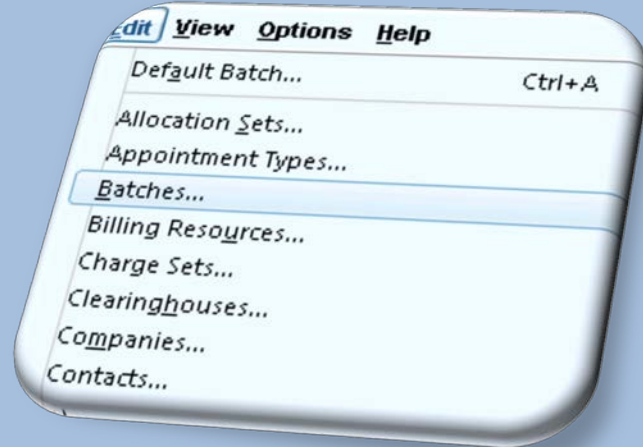 Edit View Options Help
Default Batch... Ctrl+A
Allocation Sets...
Appointment Types...
Batches...
Billing Resources...
Charge Sets...
Clearinghouses...
Companies...
Contacts...